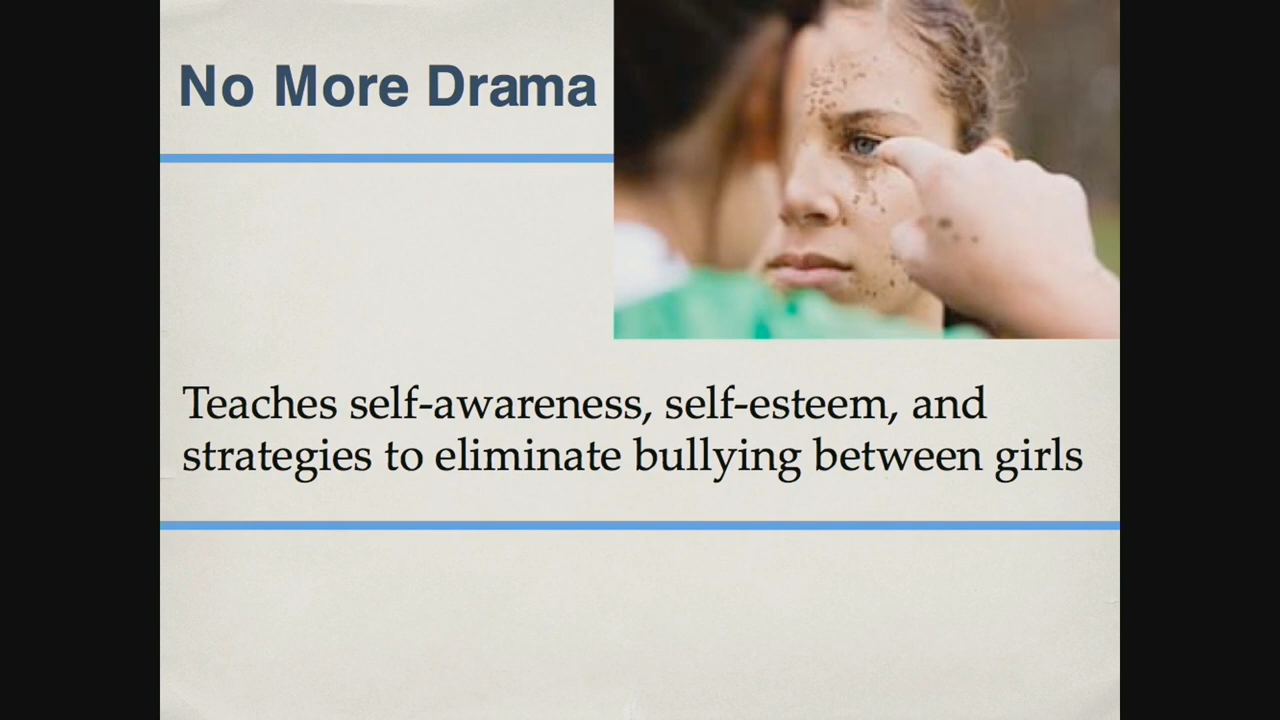 No More Drama
Teaches self-awareness, self-esteem, and
strategies to eliminate bullying between girls